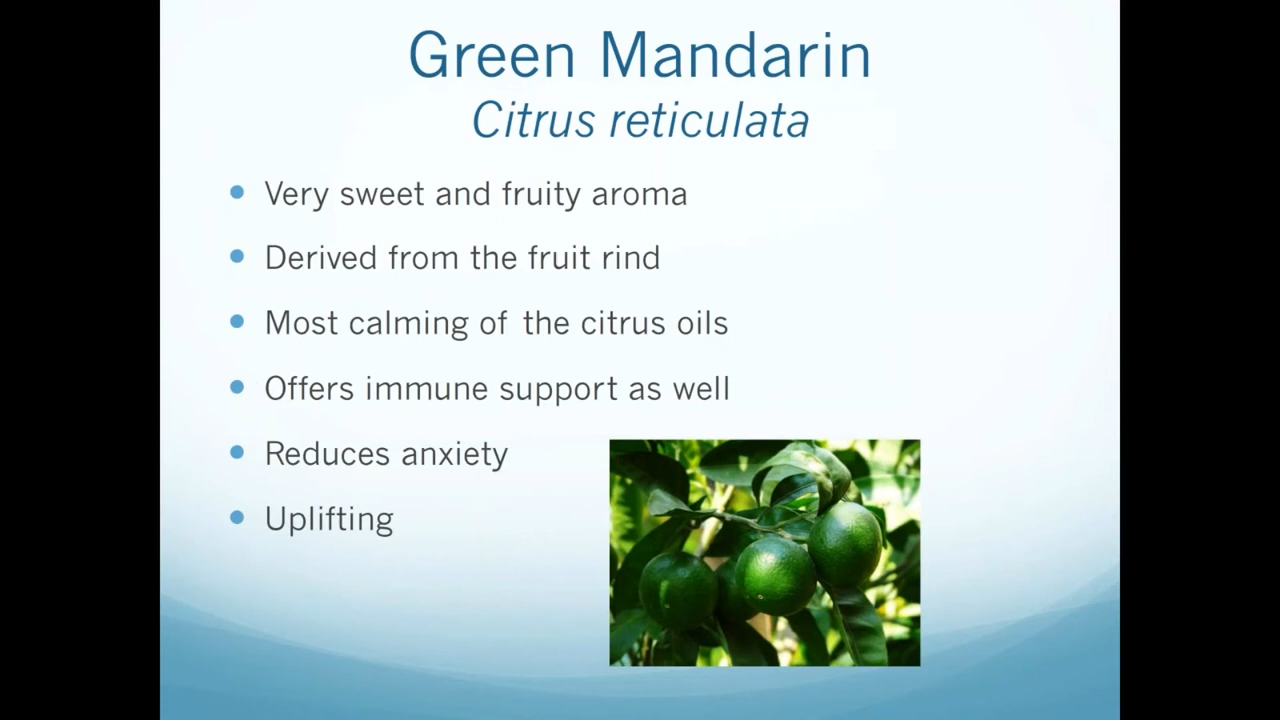 Green Mandarin
Citrus reticulata
• Very sweet and fruity aroma
• Derived from the fruit rind
• Most calming of the citrus oils
• Offers immune support as well
• Reduces anxiety
• Uplifting